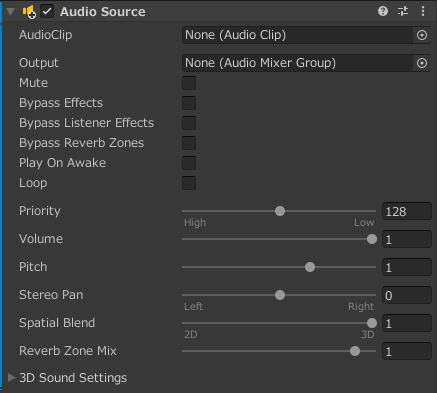 Audio Source
AudioClip None (Audio Clip)
Output None (Audio Mixer Group)
Mute
Bypass Effects
Bypass Listener Effects
Bypass Reverb Zones
Play On Awake
Loop
Priority 128
High Low
Volume 1
Pitch 1
Stereo Pan 0
Left Right
Spatial Blend 1
2D 3D
Reverb Zone Mix 1
3D Sound Settings